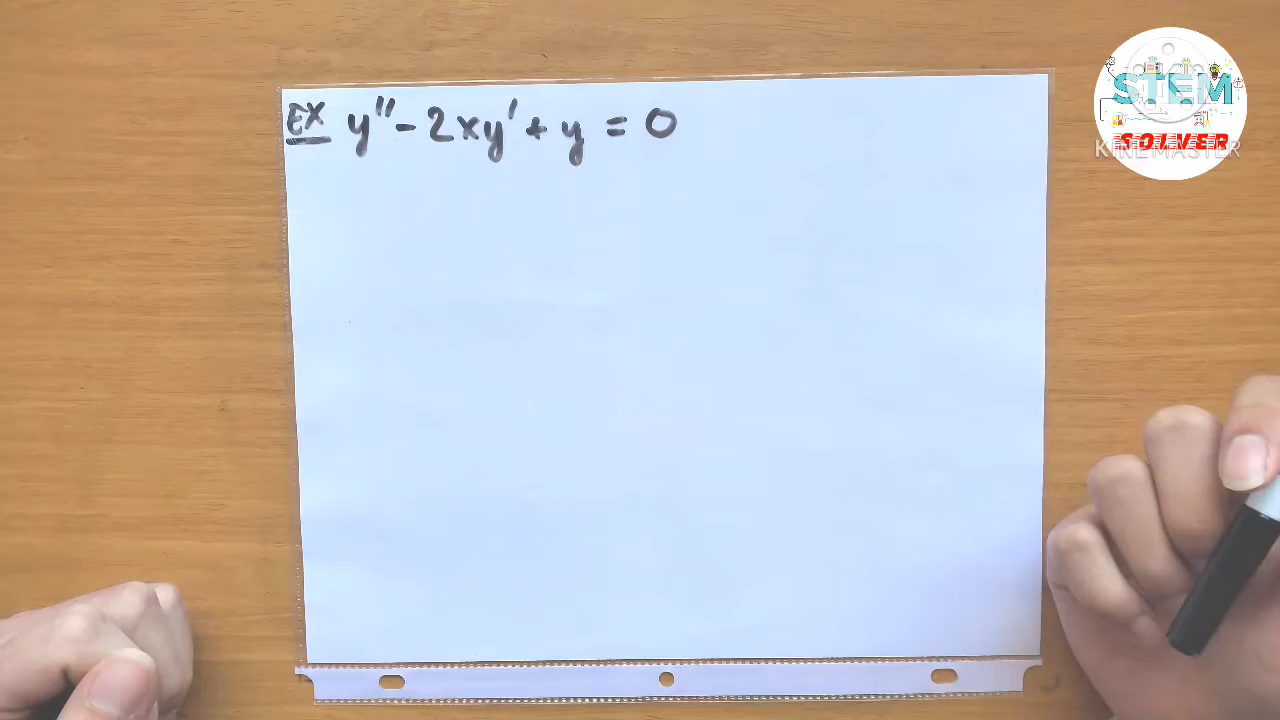 EX y'' - 2xy' + y = 0
STEM
SOLVER
KINEMASTER